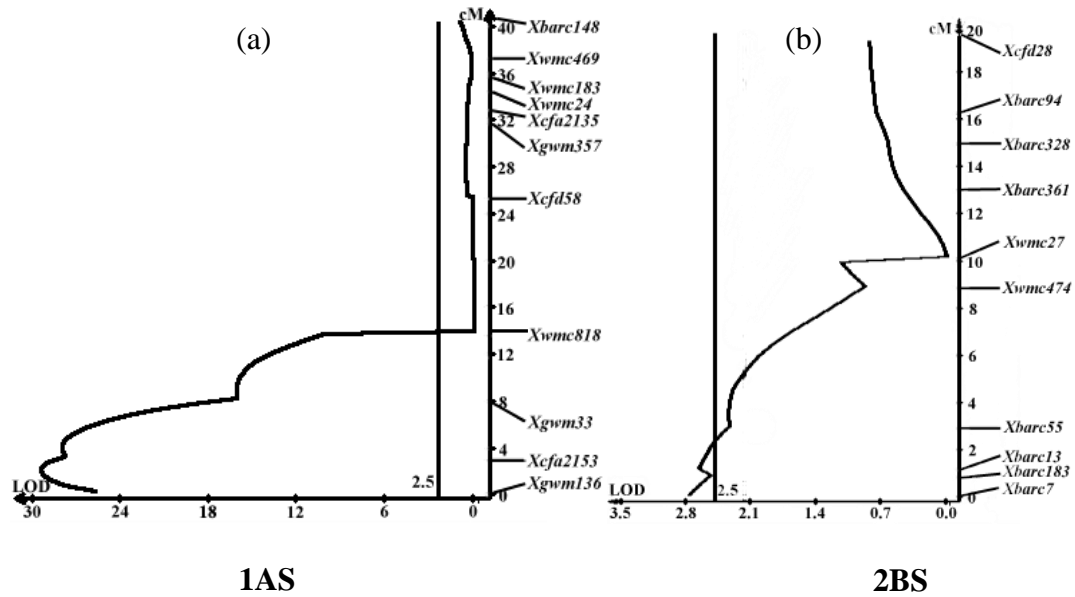 (a)
cM
40
36
32
28
24
20
16
12
8
4
0
Xbarc148
Xwmc469
Xwmc183
Xwmc24
Xcfa2135
Xgwm357
Xcfd58
Xwmc818
Xgwm33
Xcfa2153
Xgwm136
LOD
2.5
30 24 18 12 6 0
1AS
(b)
cM
20
18
16
14
12
10
8
6
4
2
0
Xcfd28
Xbarc94
Xbarc328
Xbarc361
Xwmc27
Xwmc474
Xbarc55
Xbarc13
Xbarc183
Xbarc7
LOD
2.5
3.5 2.8 2.1 1.4 0.7 0.0
2BS